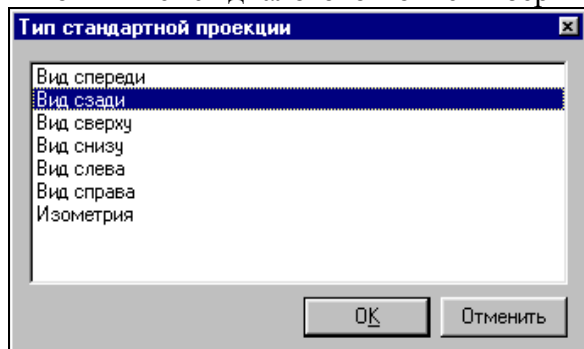 Тип стандартной проекции
Вид спереди
Вид сзади
Вид сверху
Вид снизу
Вид слева
Вид справа
Изометрия
OK Отменить